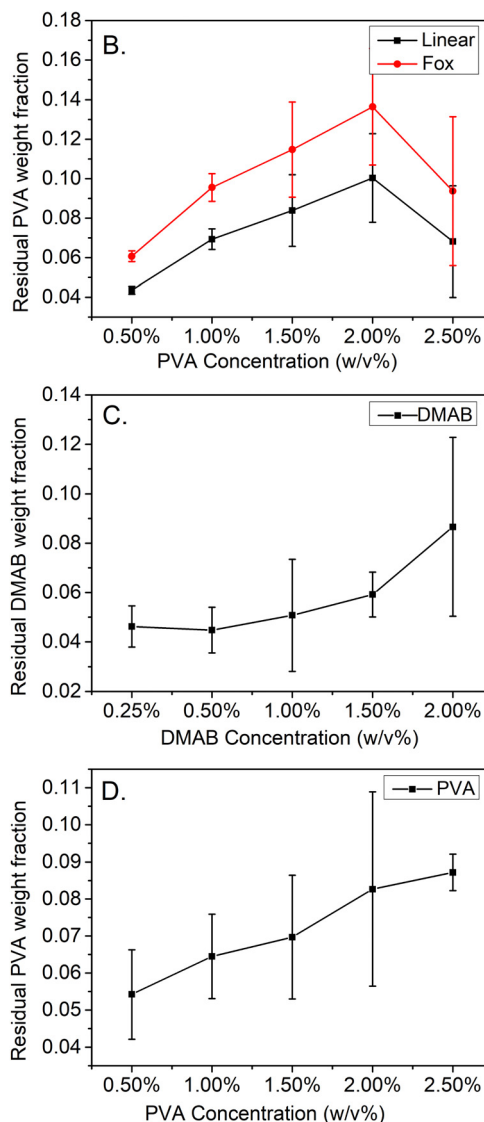 B.
Linear
Fox
Residual PVA weight fraction
0.18
0.16
0.14
0.12
0.10
0.08
0.06
0.04
0.50% 1.00% 1.50% 2.00% 2.50%
PVA Concentration (w/v%)
C.
DMAB
Residual DMAB weight fraction
0.14
0.12
0.10
0.08
0.06
0.04
0.02
0.25% 0.50% 1.00% 1.50% 2.00%
DMAB Concentration (w/v%)
D.
PVA
Residual PVA weight fraction
0.11
0.10
0.09
0.08
0.07
0.06
0.05
0.04
0.50% 1.00% 1.50% 2.00% 2.50%
PVA Concentration (w/v%)